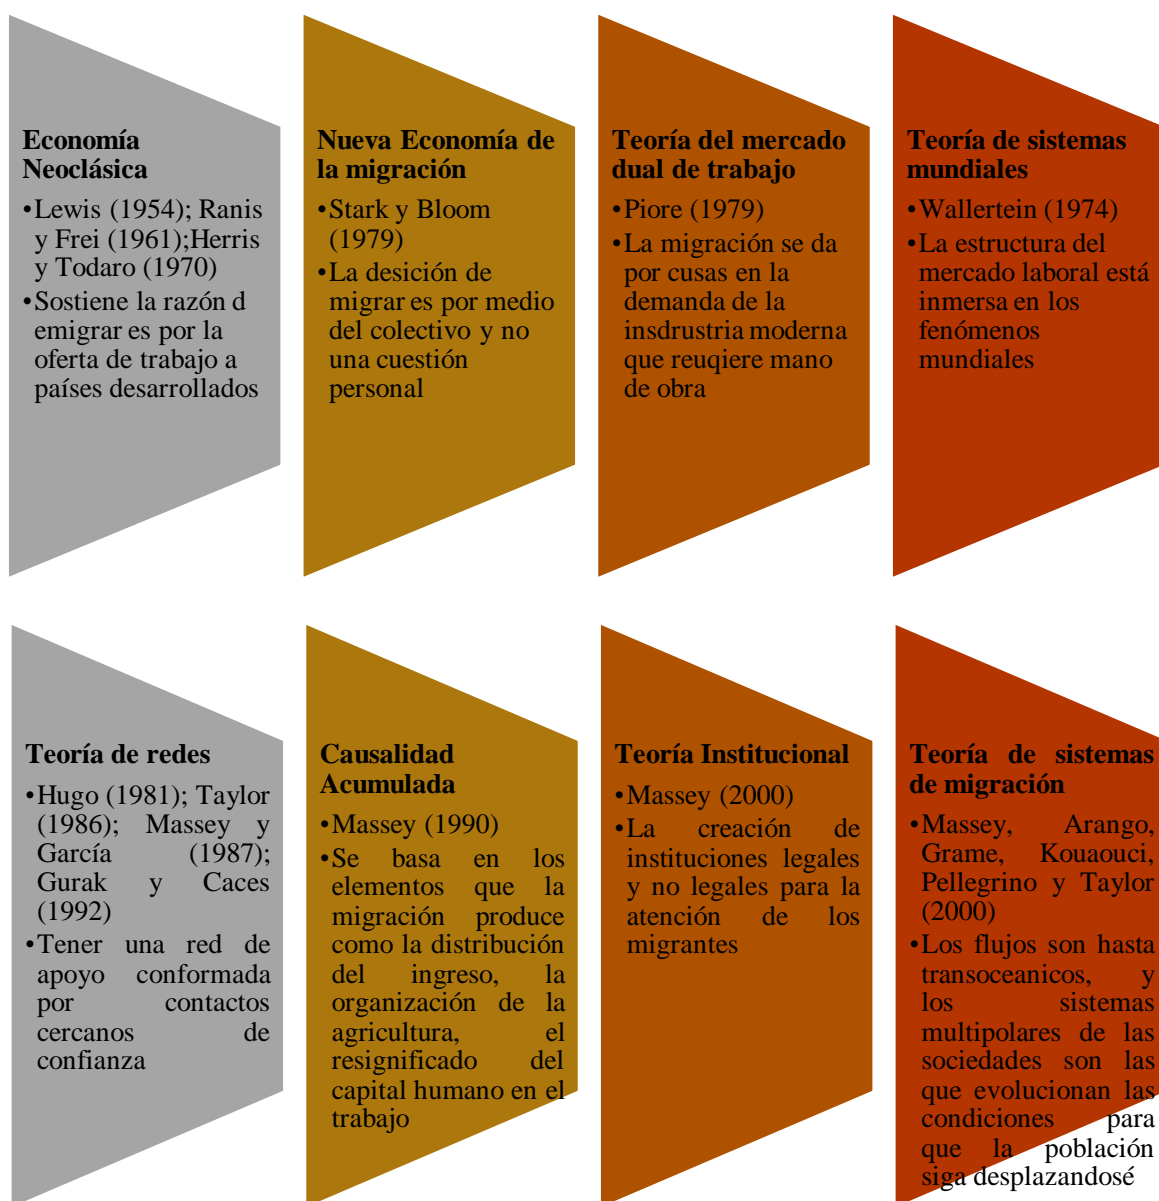 Economía
Neoclásica
•Lewis (1954); Ranis
y Frei (1961);Herris
y Todaro (1970)
•Sostiene la razón d
emigrar es por la
oferta de trabajo a
países desarrollados
Nueva Economía de
la migración
•Stark y Bloom
(1979)
•La desición de
migrar es por medio
del colectivo y no
una cuestión
personal
Teoría del mercado
dual de trabajo
•Piore (1979)
•La migración se da
por cusas en la
demanda de la
insdrustria moderna
que reuqiere mano
de obra
Teoría de sistemas
mundiales
•Wallertein (1974)
•La estructura del
mercado laboral está
inmersa en los
fenómenos
mundiales
Teoría de redes
•Hugo (1981); Taylor
(1986); Massey y
García (1987);
Gurak y Caces
(1992)
•Tener una red de
apoyo conformada
por contactos
cercanos de
confianza
Causalidad
Acumulada
•Massey (1990)
•Se basa en los
elementos que la
migración produce
como la distribución
del ingreso, la
organización de la
agricultura, el
resignificado del
capital humano en el
trabajo
Teoría Institucional
•Massey (2000)
•La creación de
instituciones legales
y no legales para la
atención de los
migrantes
Teoría de sistemas
de migración
•Massey, Arango,
Grame, Kouaouci,
Pellegrino y Taylor
(2000)
•Los flujos son hasta
transoceanicos, y
los sistemas
multipolares de las
sociedades son las
que evolucionan las
condiciones para
que la población
siga desplazandosé